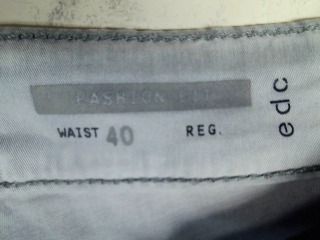 FASHION FIT
WAIST 40 REG.
edc